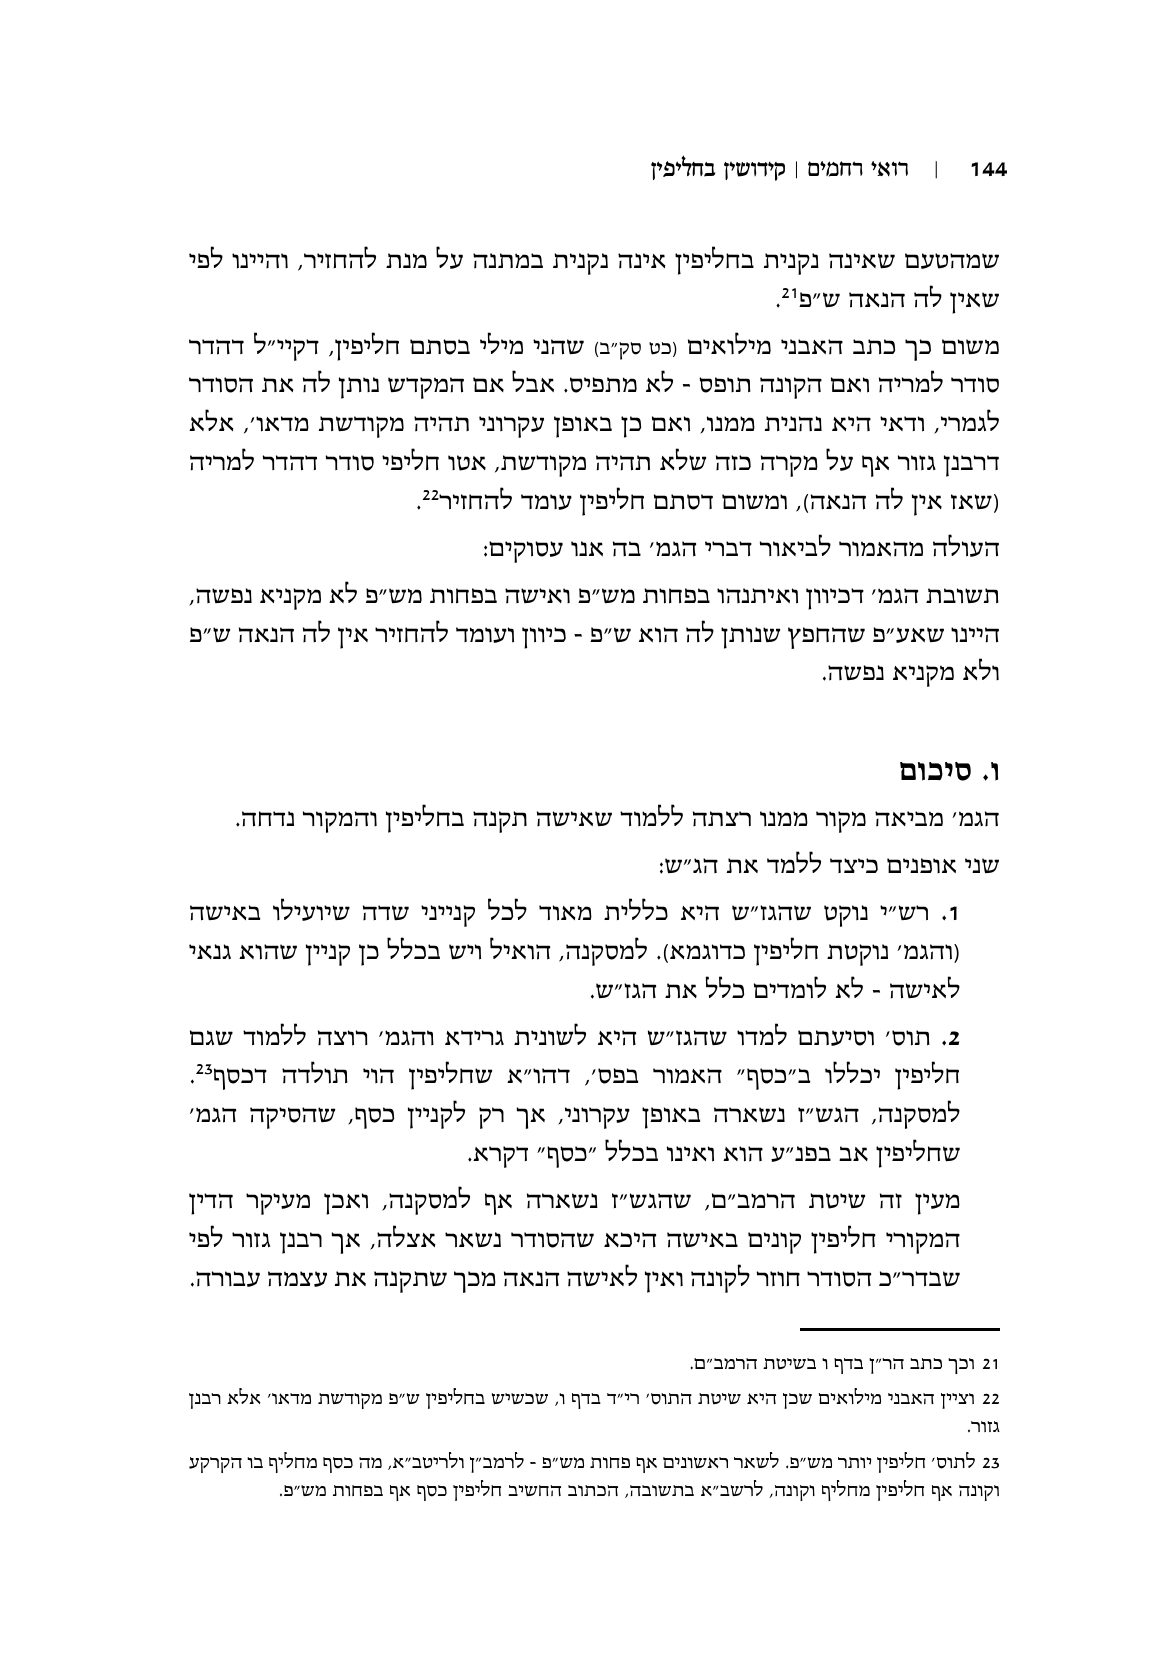 144 | רואי רחמים | קידושין בחליפין
שמהטעם שאינה נקנית בחליפין אינה נקנית במתנה על מנת להחזיר, והיינו לפי
שאין לה הנאה ש״פ21.
משום כך כתב האבני מילואים (כט סק״ב) שהני מילי בסתם חליפין, דקיי״ל דהדר
סודר למריה ואם הקונה תופס - לא מתפיס. אבל אם המקדש נותן לה את הסודר
לגמרי, ודאי היא נהנית ממנו, ואם כן באופן עקרוני תהיה מקודשת מדאו׳, אלא
דרבנן גזור אף על מקרה כזה שלא תהיה מקודשת, אטו חליפי סודר דהדר למריה
(שאז אין לה הנאה), ומשום דסתם חליפין עומד להחזיר22.
העולה מהאמור לביאור דברי הגמ׳ בה אנו עסוקים:
תשובת הגמ׳ דכיוון ואיתנהו בפחות מש״פ ואישה בפחות מש״פ לא מקניא נפשה,
היינו שאע״פ שהחפץ שנותן לה הוא ש״פ - כיוון ועומד להחזיר אין לה הנאה ש״פ
ולא מקניא נפשה.
ו. סיכום
הגמ׳ מביאה מקור ממנו רצתה ללמוד שאישה תקנה בחליפין והמקור נדחה.
שני אופנים כיצד ללמד את הג״ש:
1. רש״י נוקט שהגז״ש היא כללית מאוד לכל קנייני שדה שיועילו באישה
(והגמ׳ נוקטת חליפין כדוגמא). למסקנה, הואיל ויש בכלל כן קניין שהוא גנאי
לאישה - לא לומדים כלל את הגז״ש.
2. תוס׳ וסיעתם למדו שהגז״ש היא לשונית גרידא והגמ׳ רוצה ללמוד שגם
חליפין יכללו ב״כסף״ האמור בפס׳, דהו״א שחליפין הוי תולדה דכסף23.
למסקנה, הגש״ז נשארה באופן עקרוני, אך רק לקניין כסף, שהסיקה הגמ׳
שחליפין אב בפנ״ע הוא ואינו בכלל ״כסף״ דקרא.
מעין זה שיטת הרמב״ם, שהגש״ז נשארה אף למסקנה, ואכן מעיקר הדין
המקורי חליפין קונים באישה היכא שהסודר נשאר אצלה, אך רבנן גזור לפי
שבדר״כ הסודר חוזר לקונה ואין לאישה הנאה מכך שתקנה את עצמה עבורה.
21 וכך כתב הר״ן בדף ו בשיטת הרמב״ם.
22 וציין האבני מילואים שכן היא שיטת התוס׳ רי״ד בדף ו, שכשיש בחליפין ש״פ מקודשת מדאו׳ אלא רבנן
גזור.
23 לתוס׳ חליפין יותר מש״פ. לשאר ראשונים אף פחות מש״פ - לרמב״ן ולריטב״א, מה כסף מחליף בו הקרקע
וקונה אף חליפין מחליף וקונה, לרשב״א בתשובה, הכתוב החשיב חליפין כסף אף בפחות מש״פ.